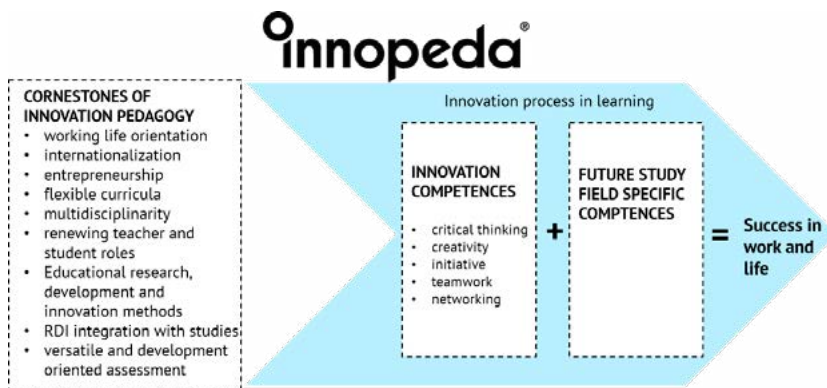 innopeda®
CORNESTONES OF
INNOVATION PEDAGOGY
• working life orientation
• internationalization
• entrepreneurship
• flexible curricula
• multidisciplinarity
• renewing teacher and
student roles
• Educational research,
development and
innovation methods
• RDI integration with studies
• versatile and development
oriented assessment
Innovation process in learning
INNOVATION
COMPETENCES
• critical thinking
• creativity
• initiative
• teamwork
• networking
+
FUTURE STUDY
FIELD SPECIFIC
COMPTENCES
=
Success in
work and
life